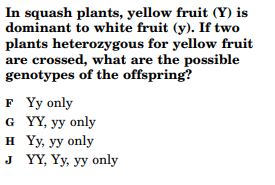 In squash plants, yellow fruit (Y) is
dominant to white fruit (y). If two
plants heterozygous for yellow fruit
are crossed, what are the possible
genotypes of the offspring?
F Yy only
G YY, yy only
H Yy, yy only
J YY, Yy, yy only